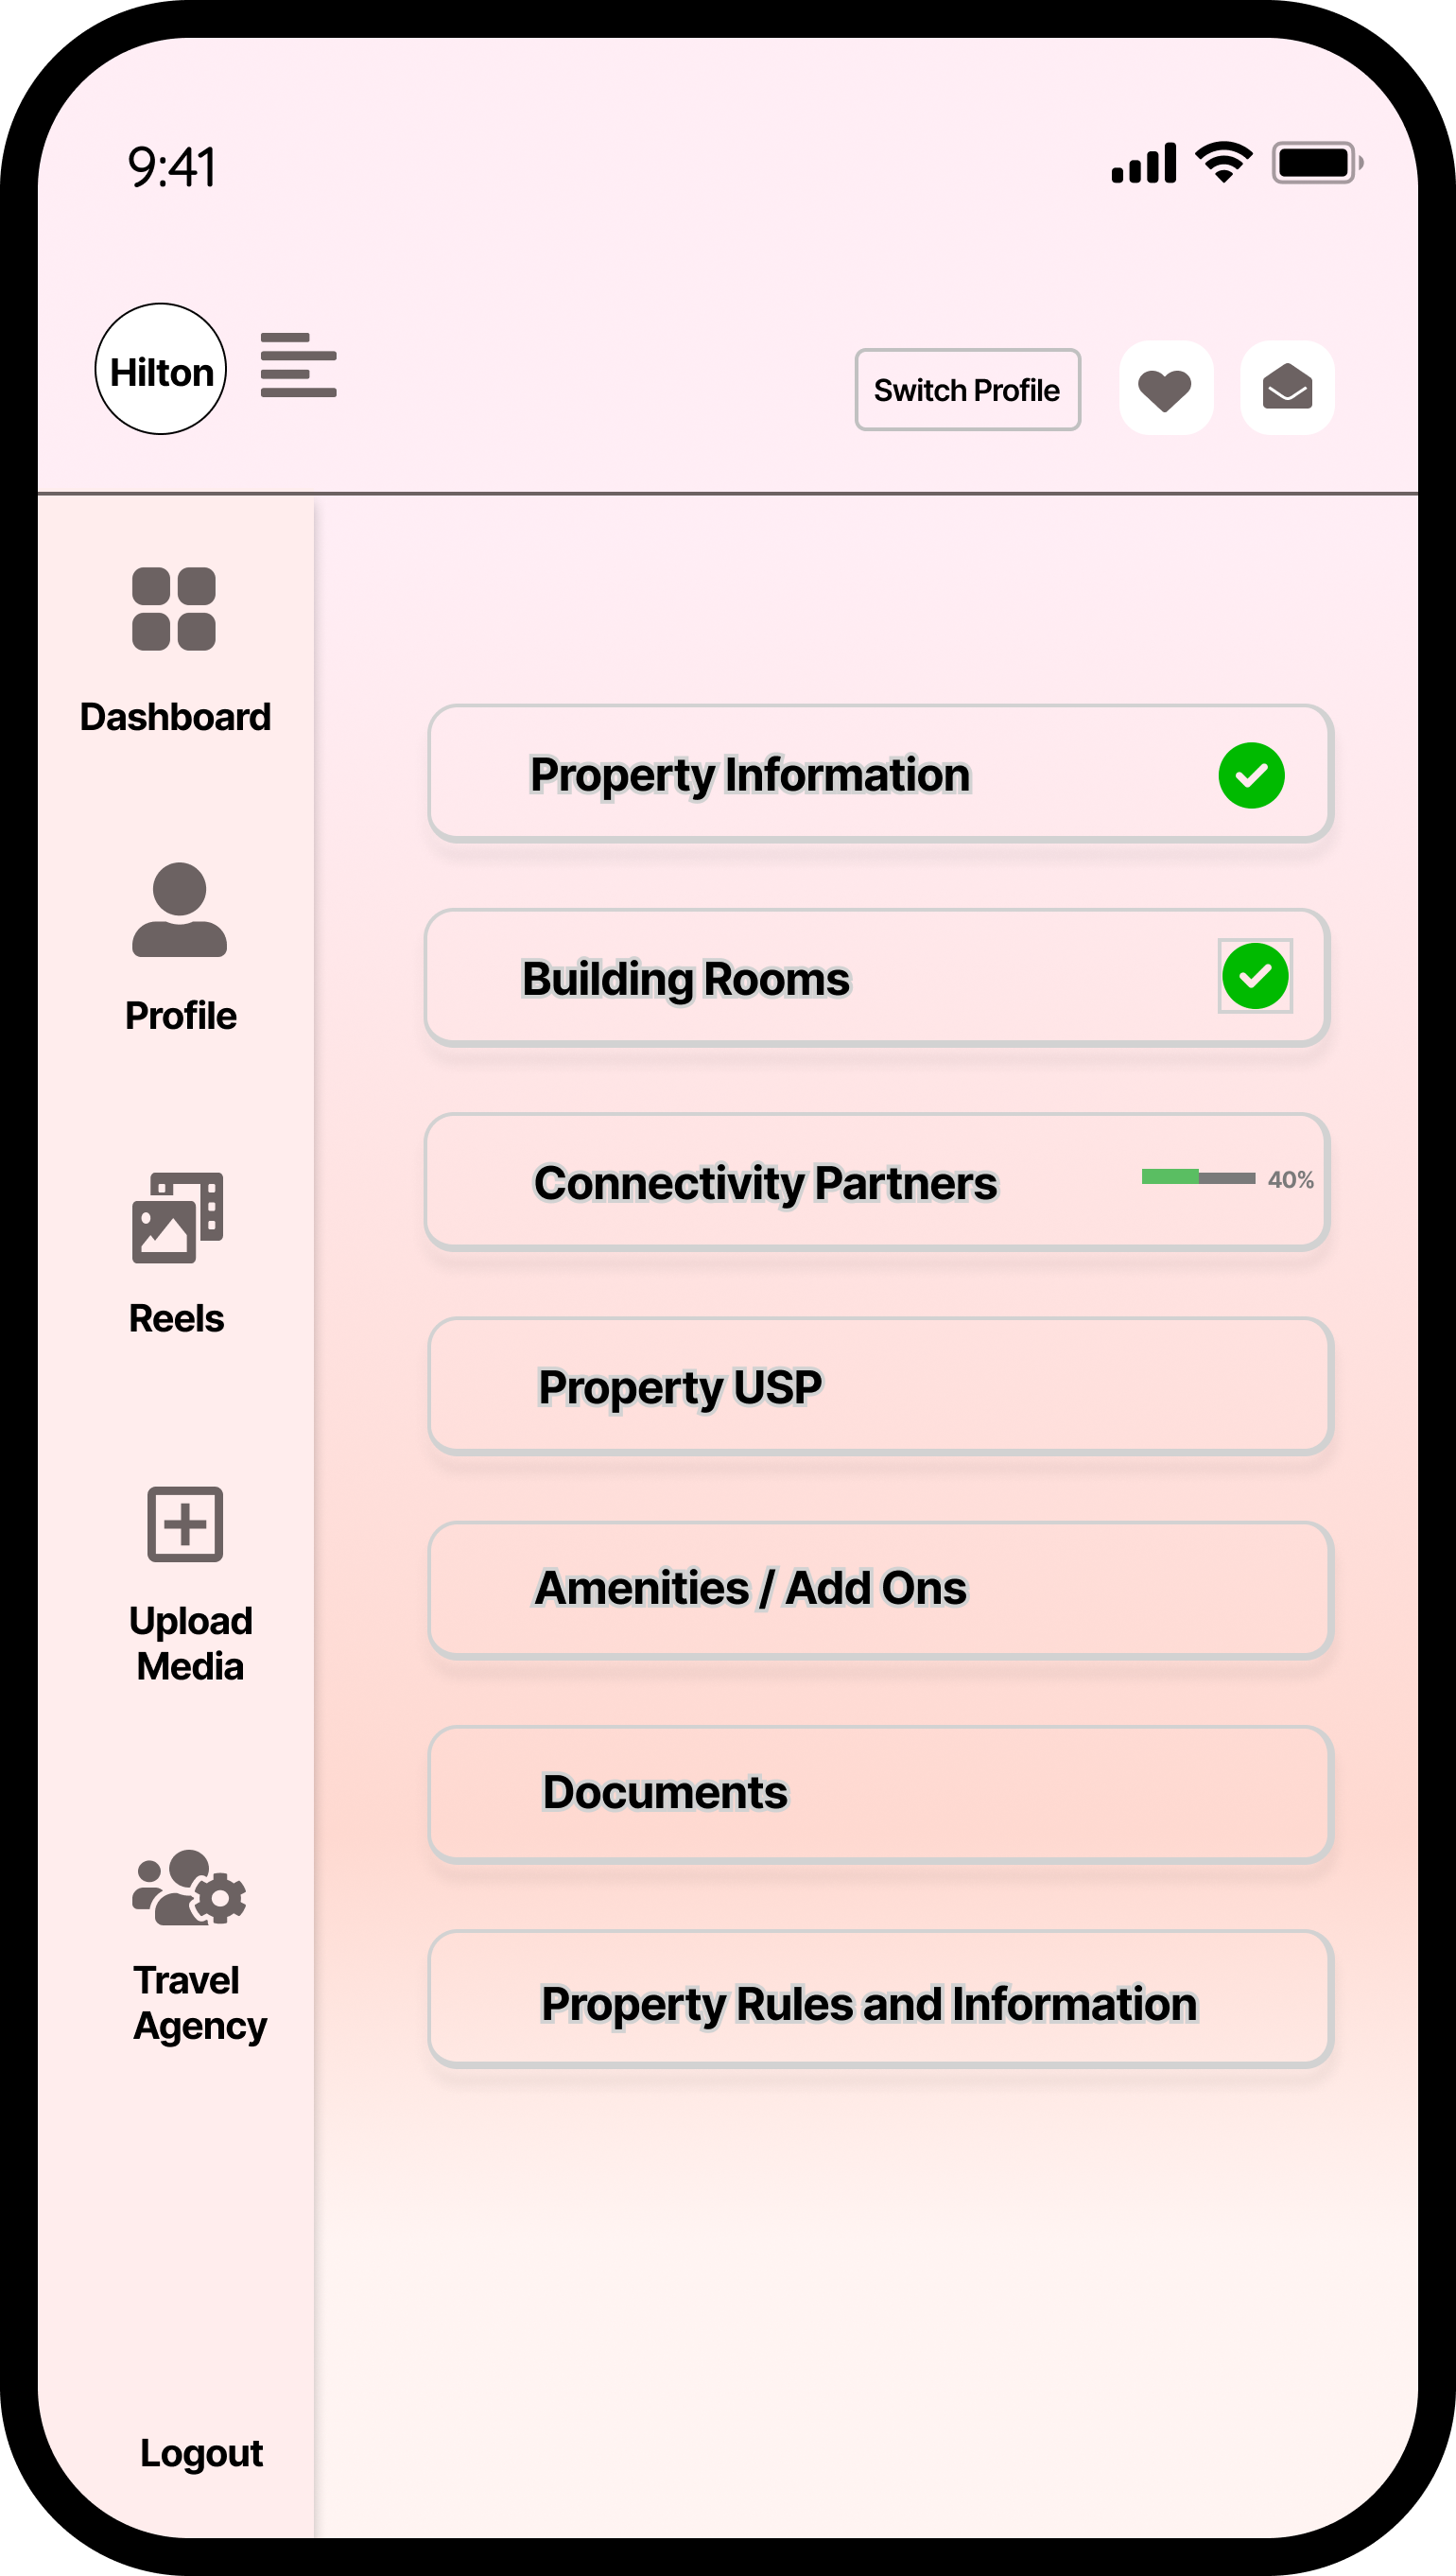 9:41
Hilton
Switch Profile
Dashboard
Property Information
Building Rooms
Profile
Connectivity Partners 40%
Reels
Property USP
Amenities / Add Ons
Upload
Media
Documents
Travel
Agency
Property Rules and Information
Logout